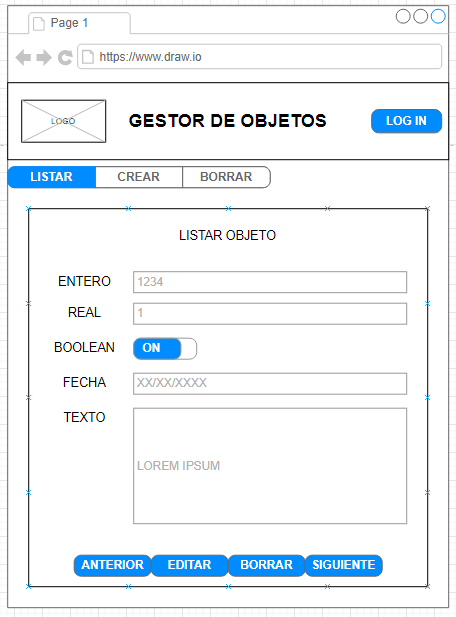 Page 1
https://www.draw.io
LOGO
GESTOR DE OBJETOS
LOG IN
LISTAR CREAR BORRAR
LISTAR OBJETO
ENTERO 1234
REAL 1
BOOLEAN ON
FECHA XX/XX/XXXX
TEXTO
LOREM IPSUM
ANTERIOR EDITAR BORRAR SIGUIENTE